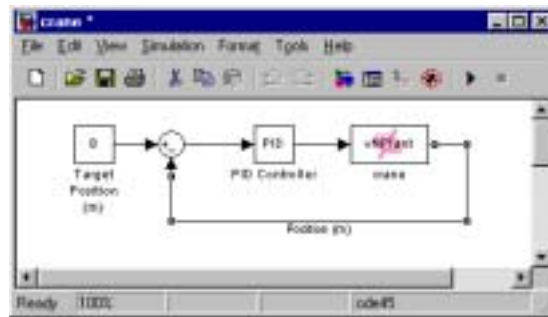 crane *
File Edit View Simulation Format Tools Help
0
PID
Target
Position
(m)
PID Controller
crane
Position (m)
Ready 100% ode45